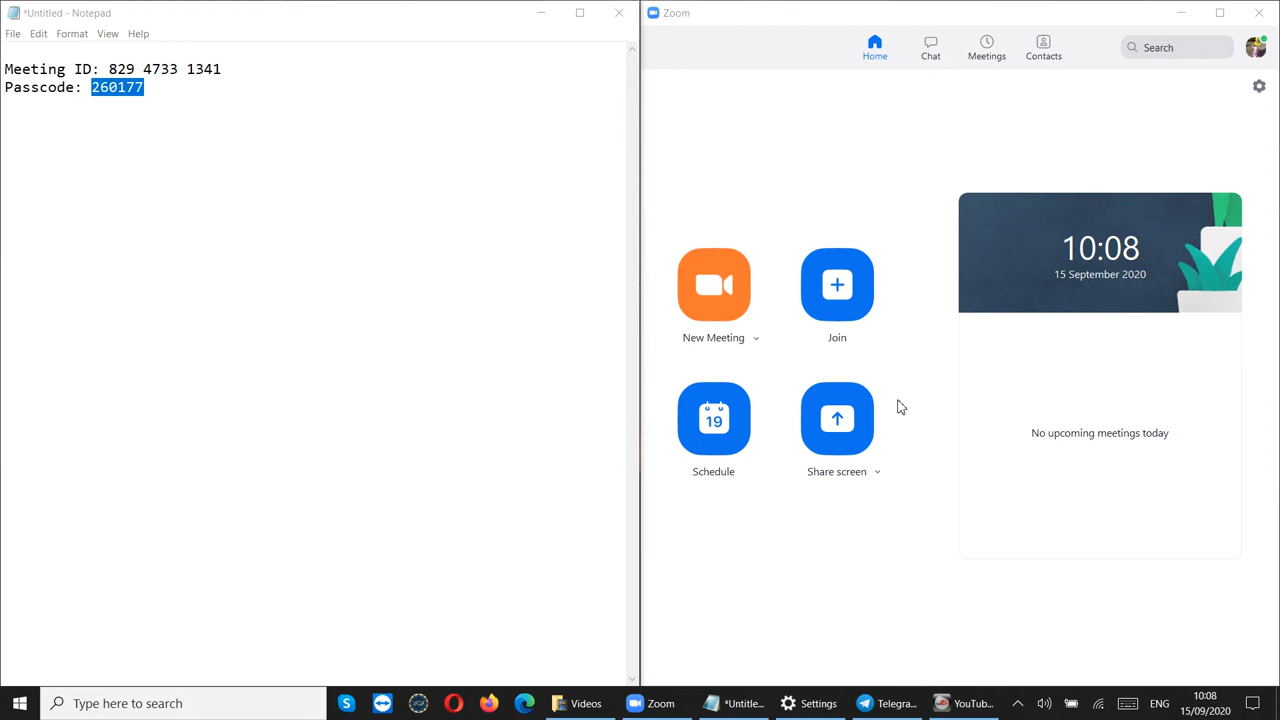 *Untitled - Notepad
File Edit Format View Help
Meeting ID: 829 4733 1341
Passcode: 260177
Zoom
Home Chat Meetings Contacts
Search
10:08
15 September 2020
New Meeting
Join
19
Schedule
Share screen
No upcoming meetings today
Type here to search
Videos
Zoom
*Untitle...
Settings
Telegra...
YouTub...
ENG
10:08
15/09/2020